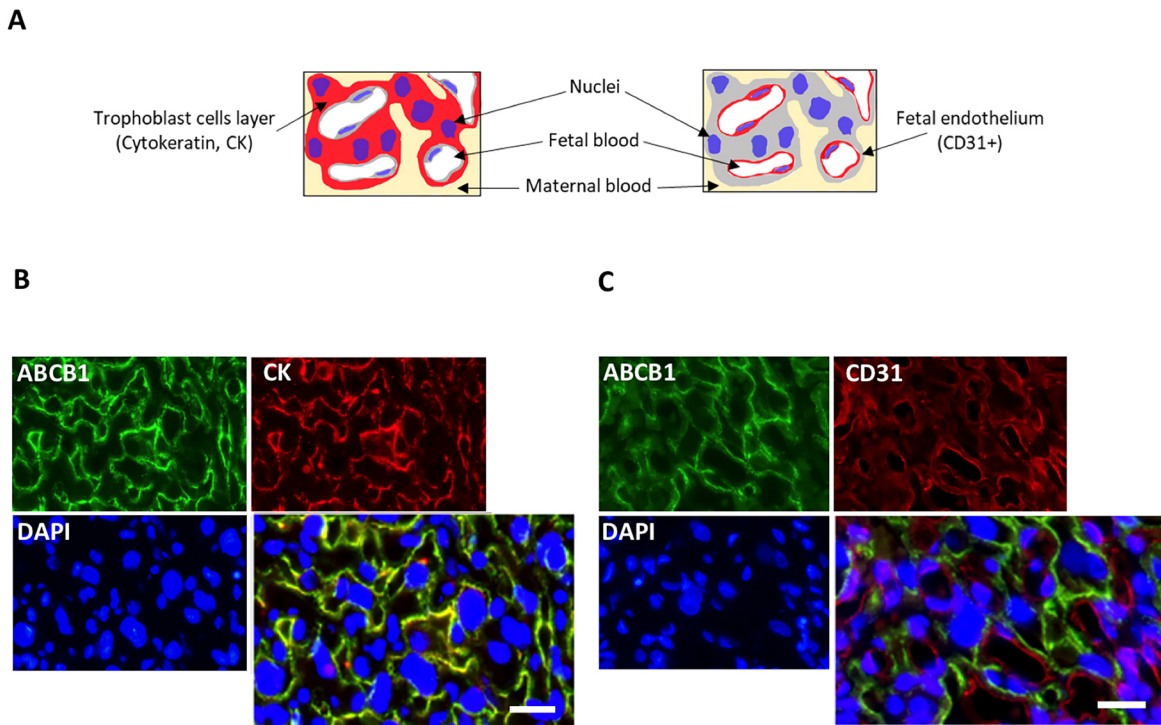 A
Trophoblast cells layer
(Cytokeratin, CK)
Nuclei
Fetal blood
Maternal blood
Fetal endothelium
(CD31+)
B
ABCB1
CK
DAPI
C
ABCB1
CD31
DAPI